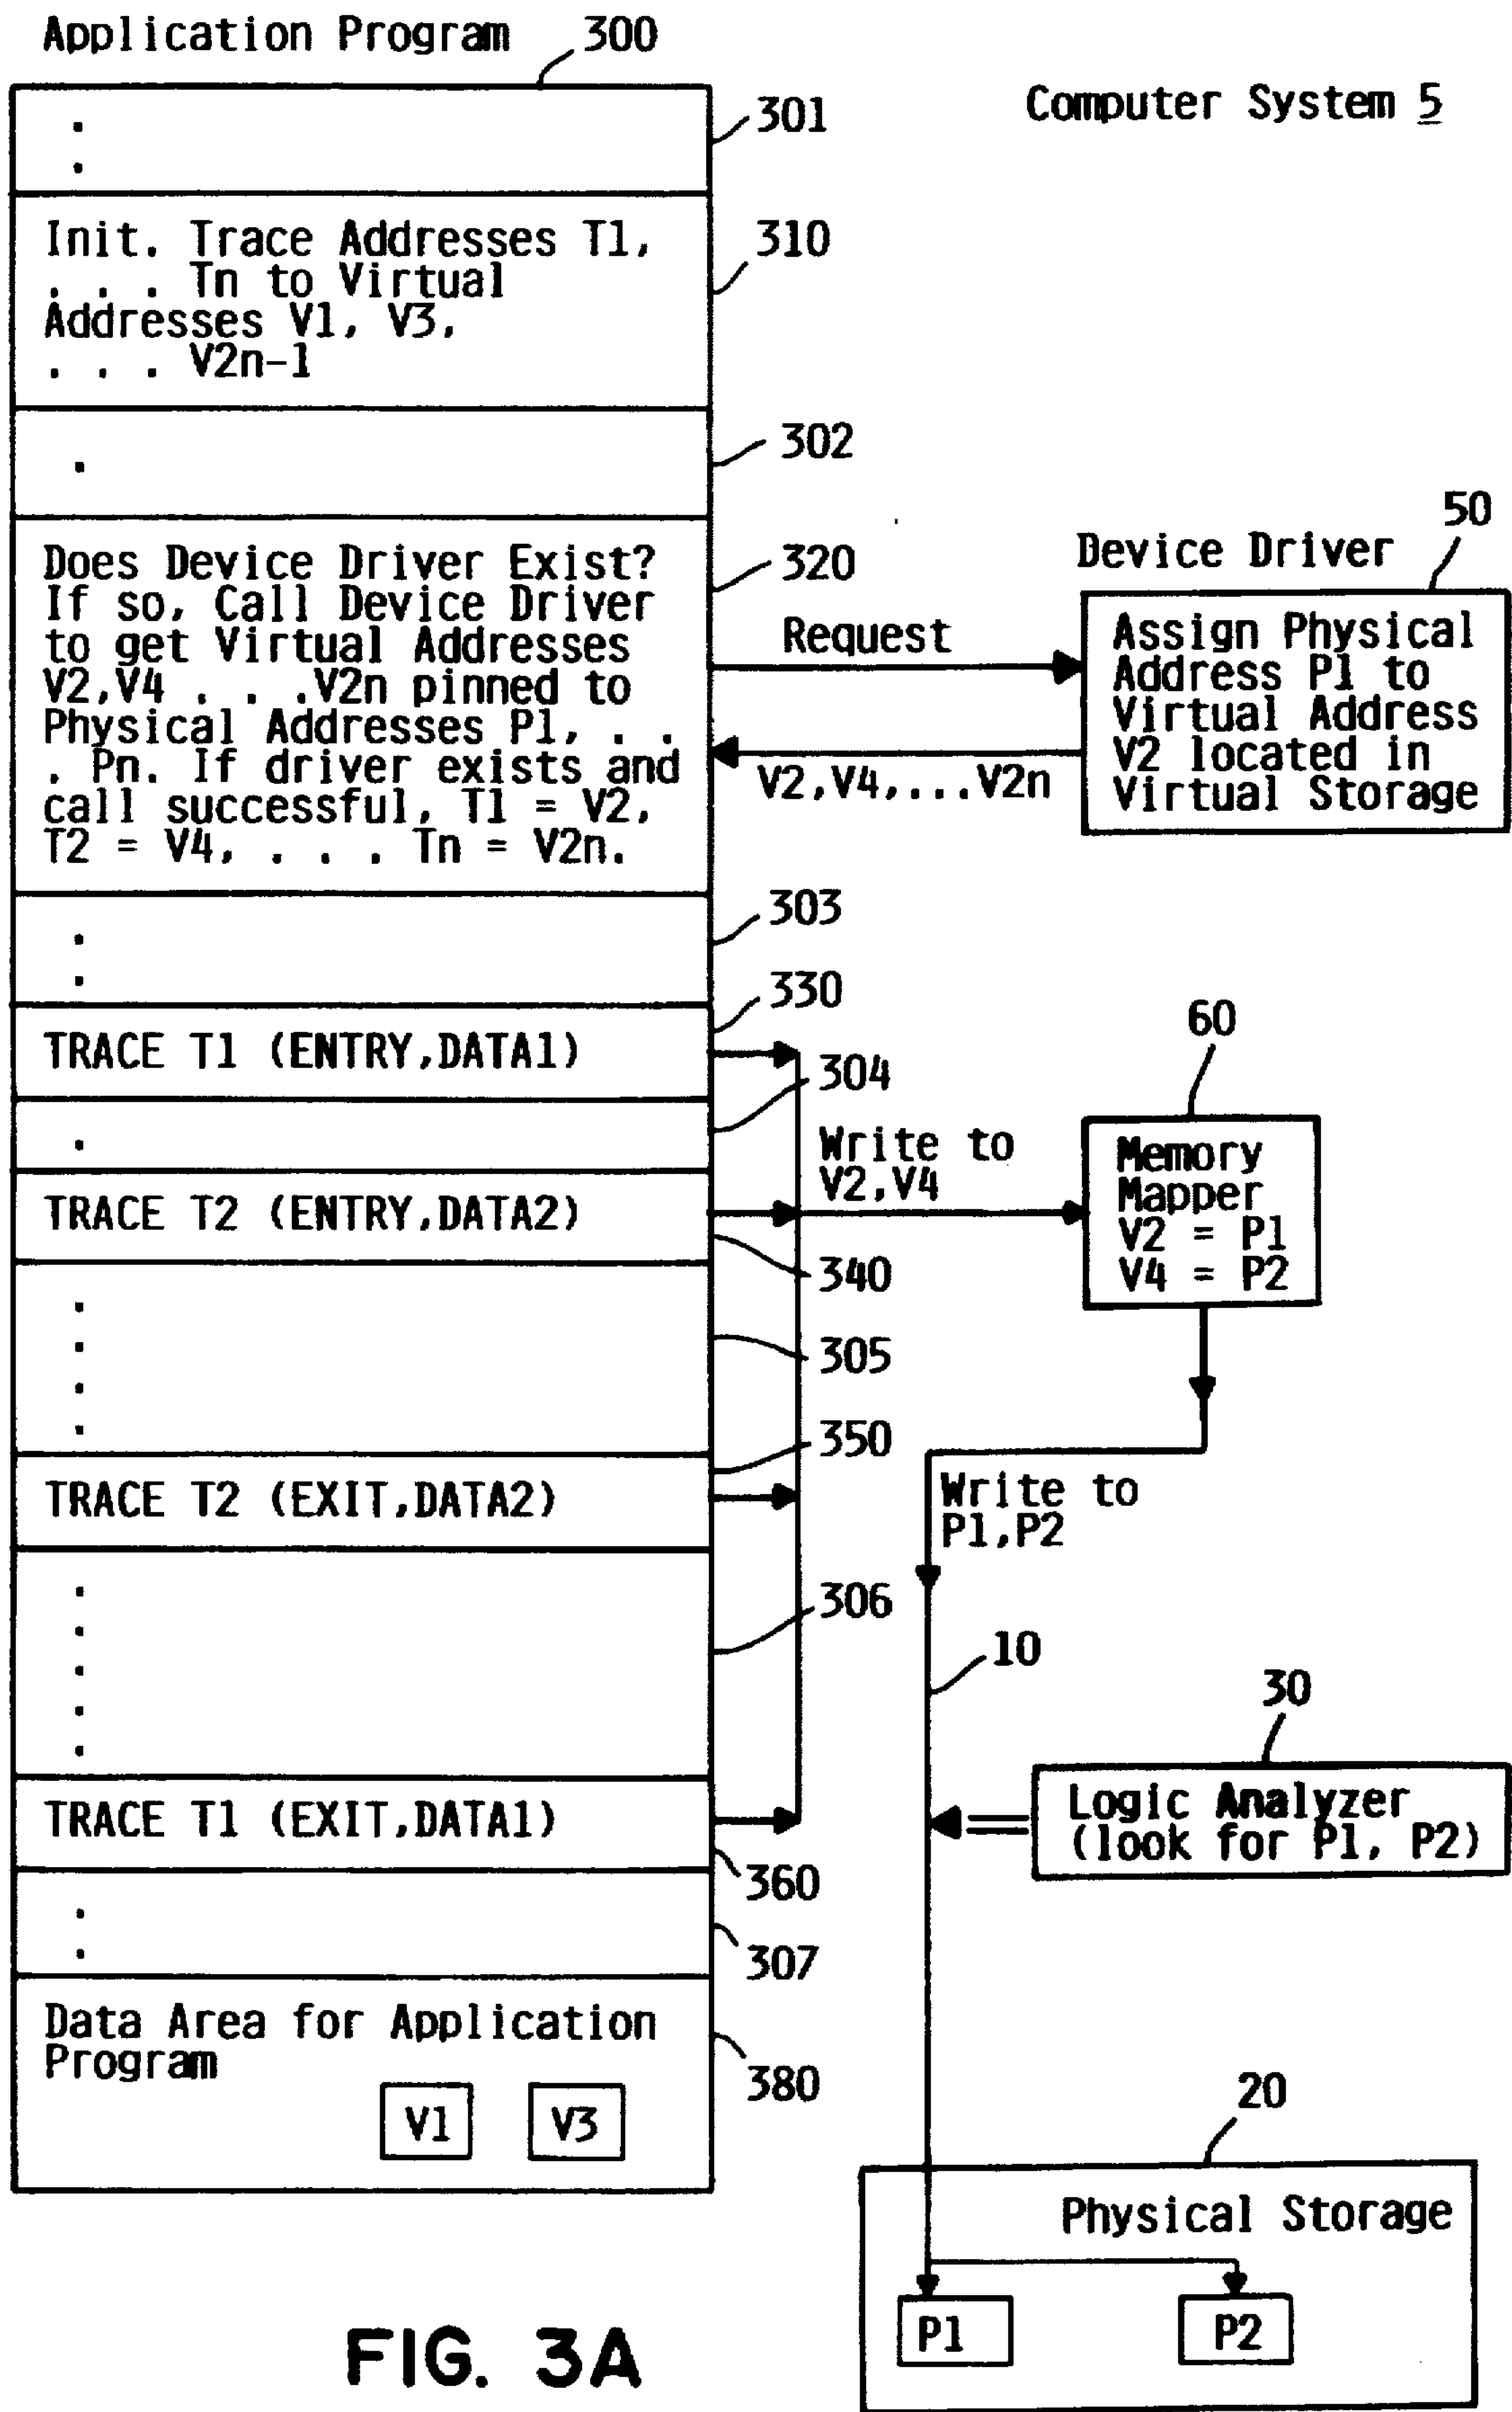 Application Program
300
Computer System 5
301
Init. Trace Addresses T1,
. . . Tn to Virtual
Addresses V1, V3,
. . . V2n-1
310
302
Does Device Driver Exist?
If so, Call Device Driver
to get Virtual Addresses
V2,V4 . . .V2n pinned to
Physical Addresses P1, . .
. Pn. If driver exists and
call successful, T1 = V2,
T2 = V4, . . . Tn = V2n.
320
Request
V2,V4,...V2n
Device Driver
50
Assign Physical
Address P1 to
Virtual Address
V2 located in
Virtual Storage
303
330
TRACE T1 (ENTRY,DATA1)
304
TRACE T2 (ENTRY,DATA2)
Write to
V2,V4
60
Memory
Mapper
V2 = P1
V4 = P2
340
305
350
TRACE T2 (EXIT,DATA2)
Write to
P1,P2
306
10
30
Logic Analyzer
(look for P1, P2)
TRACE T1 (EXIT,DATA1)
360
307
Data Area for Application
Program
V1 V3
380
20
Physical Storage
P1 P2
FIG. 3A